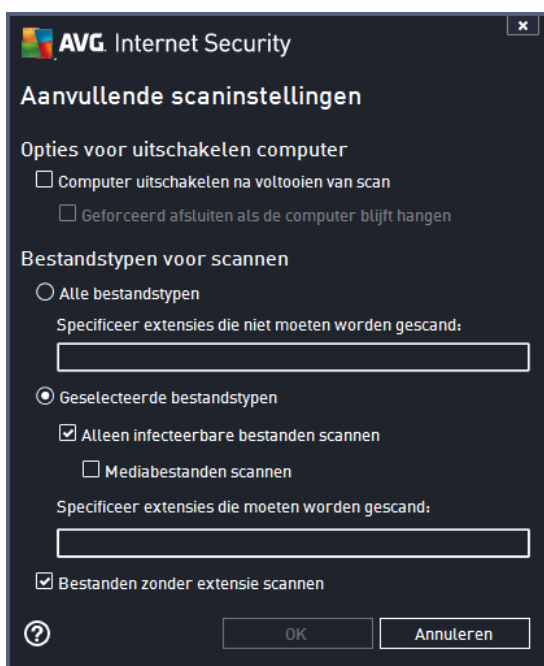 AVG. Internet Security
Aanvullende scaninstellingen
Opties voor uitschakelen computer
Computer uitschakelen na voltooien van scan
Geforceerd afsluiten als de computer blijft hangen
Bestandstypen voor scannen
Alle bestandstypen
Specificeer extensies die niet moeten worden gescand:
Geselecteerde bestandstypen
Alleen infecteerbare bestanden scannen
Mediabestanden scannen
Specificeer extensies die moeten worden gescand:
Bestanden zonder extensie scannen
? OK Annuleren